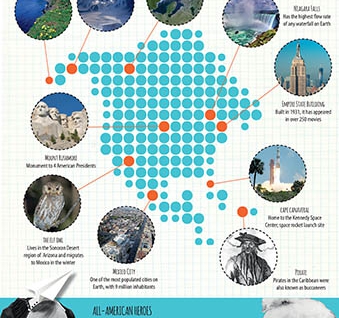 NIAGARA FALLS
Has the highest flow rate
of any waterfall on Earth
EMPIRE STATE BUILDING
Built in 1931, it has appeared
in over 250 movies
MOUNT RUSHMORE
Monument to 4 American Presidents
CAPE CANAVERAL
Home to the Kennedy Space
Center; space rocket launch site
THE ELF OWL
Lives in the Sonoran Desert
region of Arizona and migrates
to Mexico in the winter
MEXICO CITY
One of the most populated cities on
Earth, with 9 million inhabitants
PIRATE
Pirates in the Caribbean were
also known as buccaneers
ALL-AMERICAN HEROES